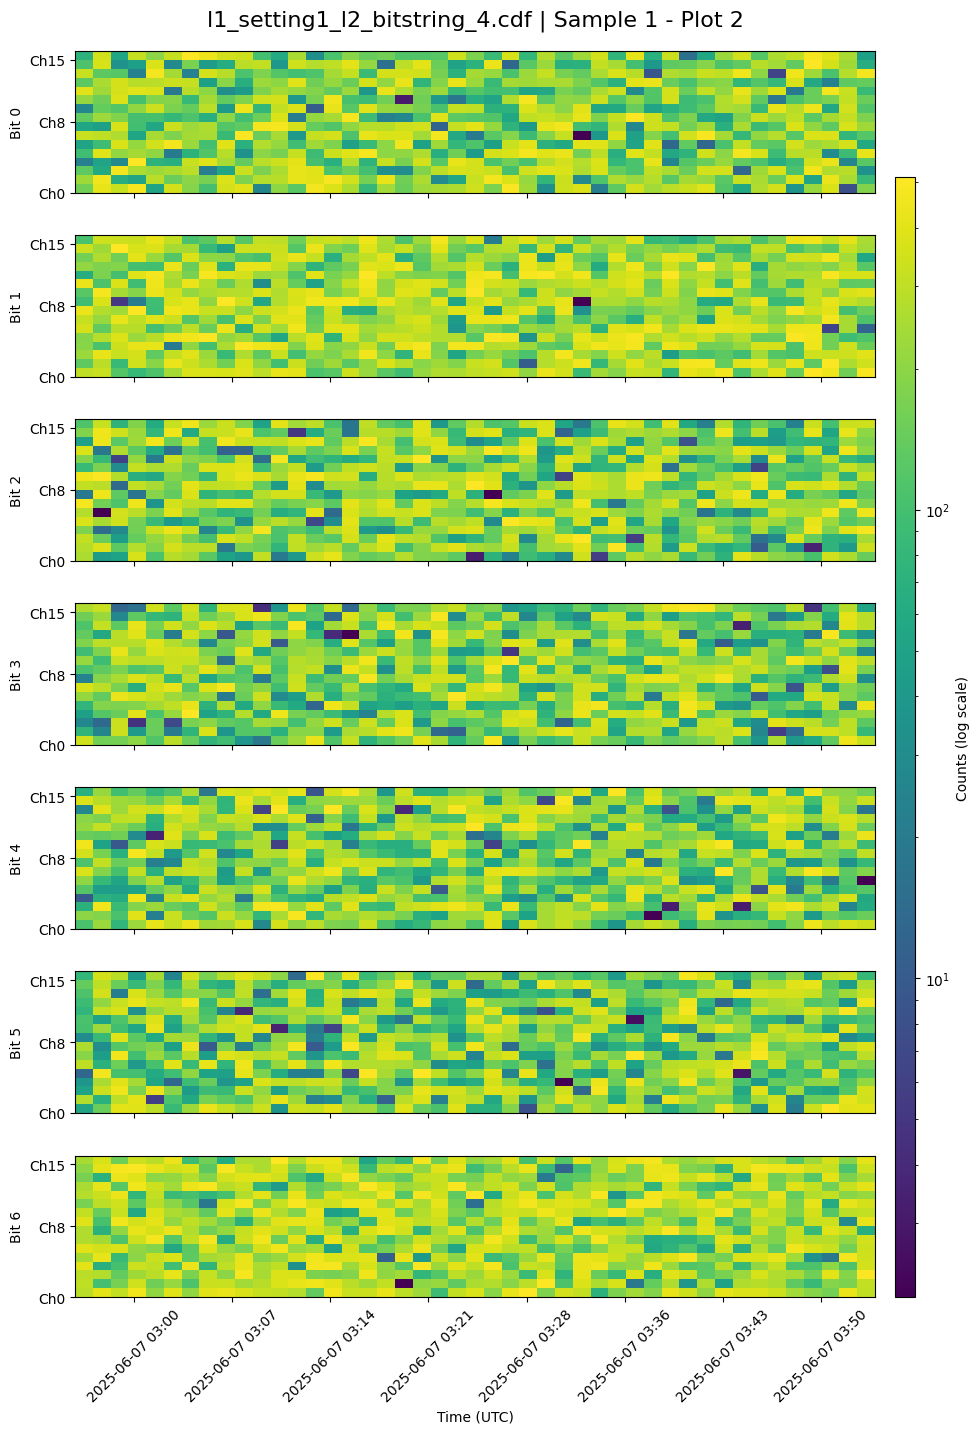 l1_setting1_l2_bitstring_4.cdf | Sample 1 - Plot 2
Bit 0
Ch15
Ch8
Ch0
Bit 1
Ch15
Ch8
Ch0
Bit 2
Ch15
Ch8
Ch0
Bit 3
Ch15
Ch8
Ch0
Bit 4
Ch15
Ch8
Ch0
Bit 5
Ch15
Ch8
Ch0
Bit 6
Ch15
Ch8
Ch0
2025-06-07 03:00
2025-06-07 03:07
2025-06-07 03:14
2025-06-07 03:21
2025-06-07 03:28
2025-06-07 03:36
2025-06-07 03:43
2025-06-07 03:50
Time (UTC)
10²
10¹
Counts (log scale)